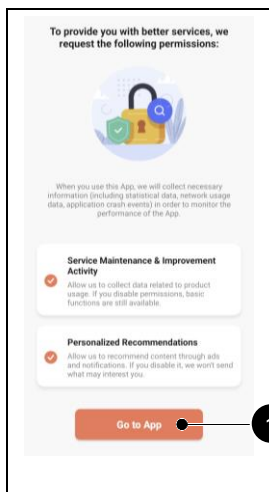 To provide you with better services, we
request the following permissions:
When you use this App, we will collect necessary
information (including statistical data, network usage
data, application crash events) in order to monitor the
performance of the App.
Service Maintenance & Improvement
Activity
Allow us to collect data related to product
usage. If you disable permissions, basic
functions are still available.
Personalized Recommendations
Allow us to recommend content through ads
and notifications. If you disable it, we won't send
what may interest you.
Go to App
1